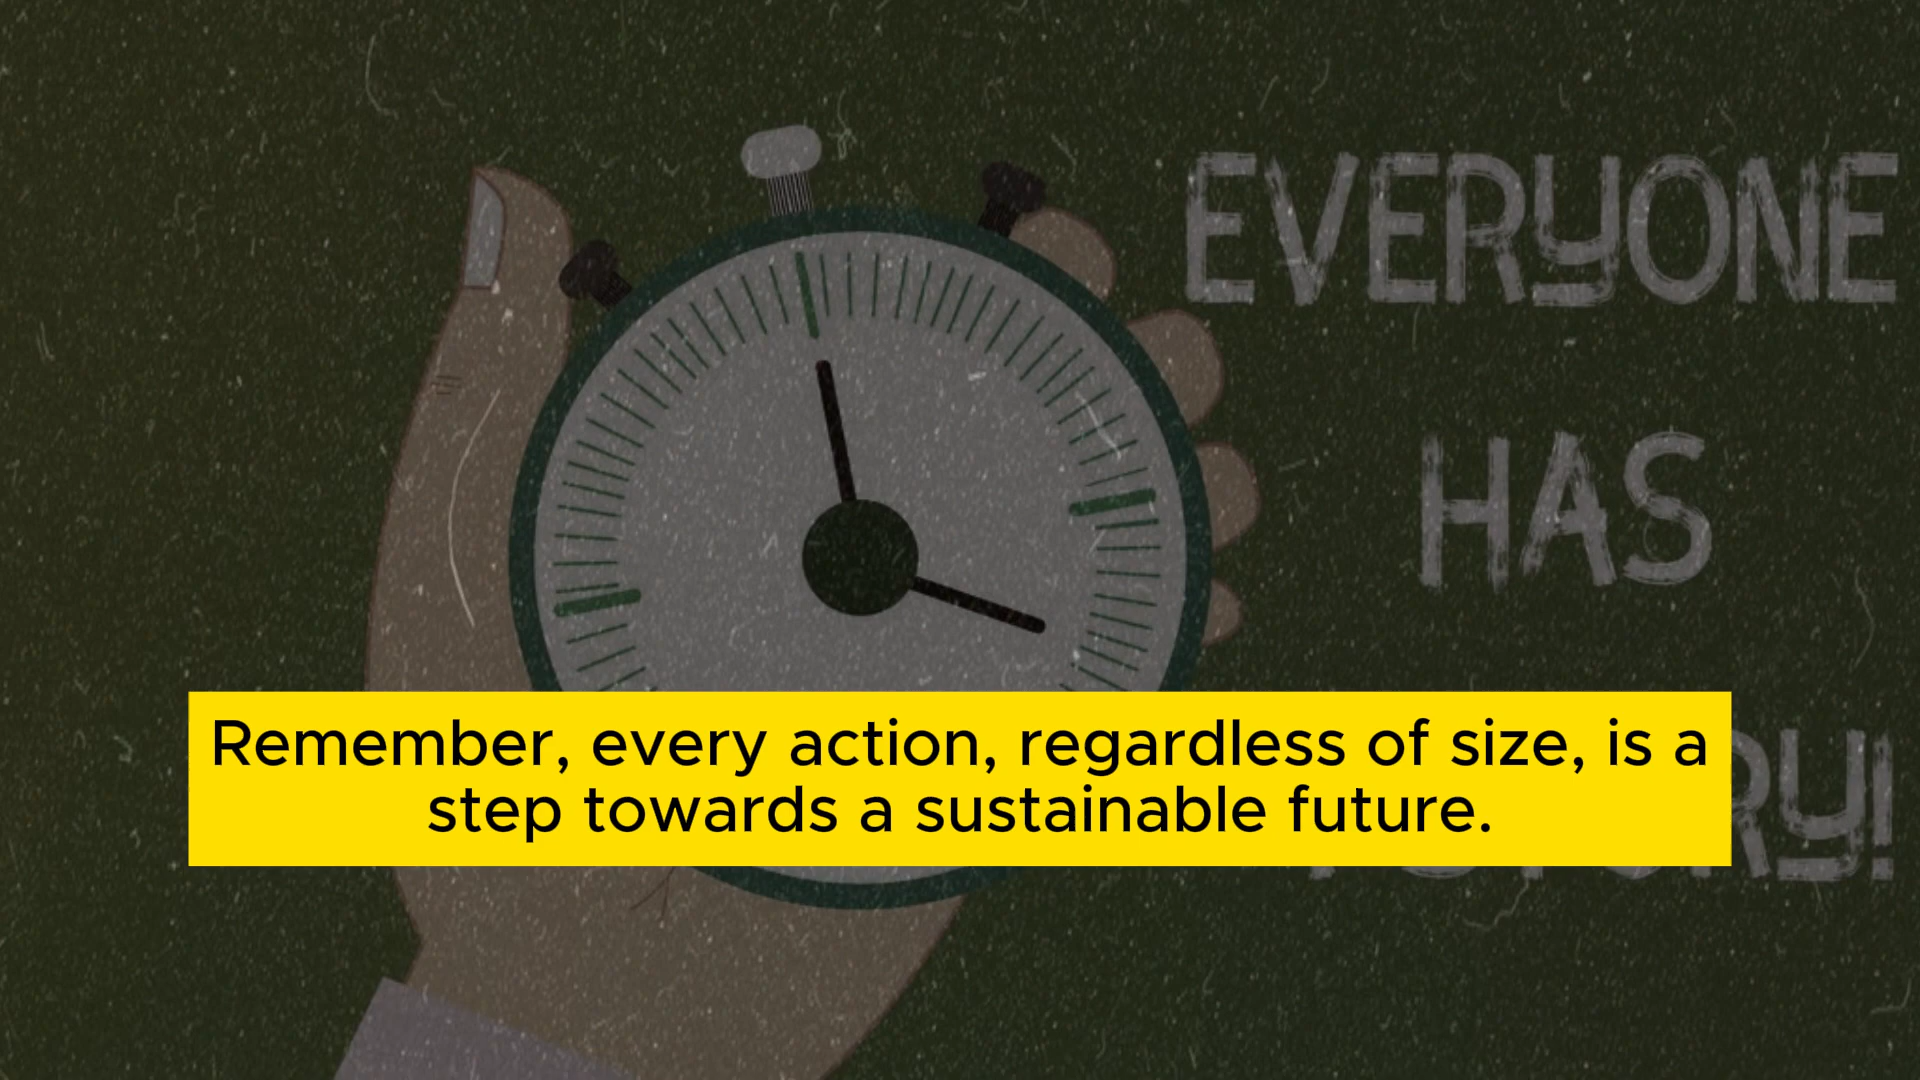 EVERYONE
HAS
Remember, every action, regardless of size, is a
step towards a sustainable future.